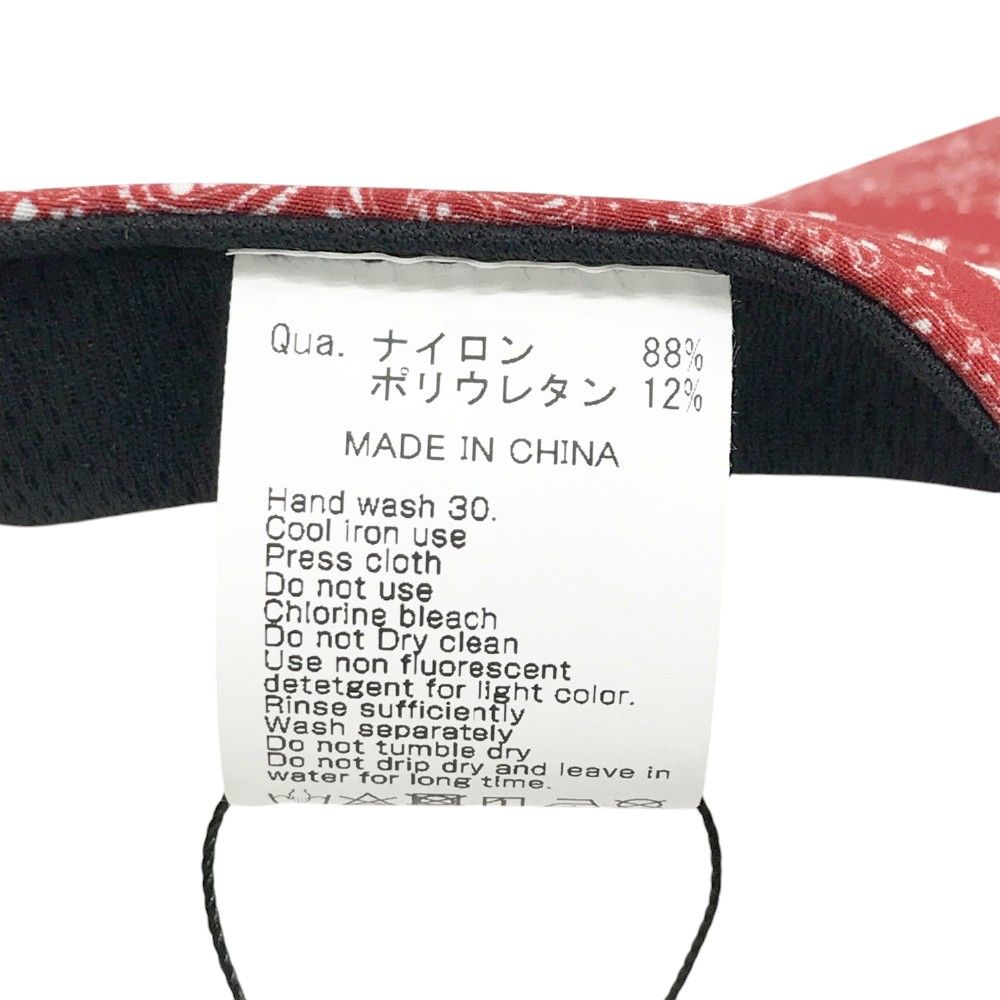 Qua. ナイロン 88%
ポリウレタン 12%
MADE IN CHINA
Hand wash 30.
Cool iron use
Press cloth
Do not use
Chlorine bleach
Do not Dry clean
Use non fluorescent
detetgent for light color.
Rinse sufficiently
Wash separately
Do not tumble dry
Do not drip dry and leave in
water for long time.